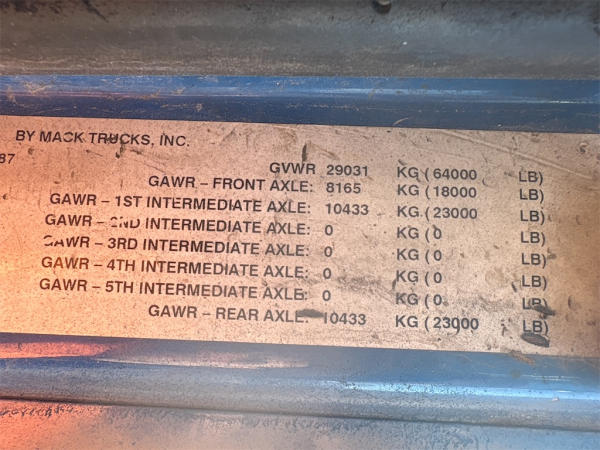 BY MACK TRUCKS, INC.
87
GVWR 29031 KG ( 64000 LB)
GAWR – FRONT AXLE: 8165 KG ( 18000 LB)
GAWR – 1ST INTERMEDIATE AXLE: 10433 KG ( 23000 LB)
GAWR – 2ND INTERMEDIATE AXLE: 0 KG ( 0 LB)
GAWR – 3RD INTERMEDIATE AXLE: 0 KG ( 0 LB)
GAWR – 4TH INTERMEDIATE AXLE: 0 KG ( 0 LB)
GAWR – 5TH INTERMEDIATE AXLE: 0 KG ( 0 LB)
GAWR – REAR AXLE: 10433 KG ( 23000 LB)